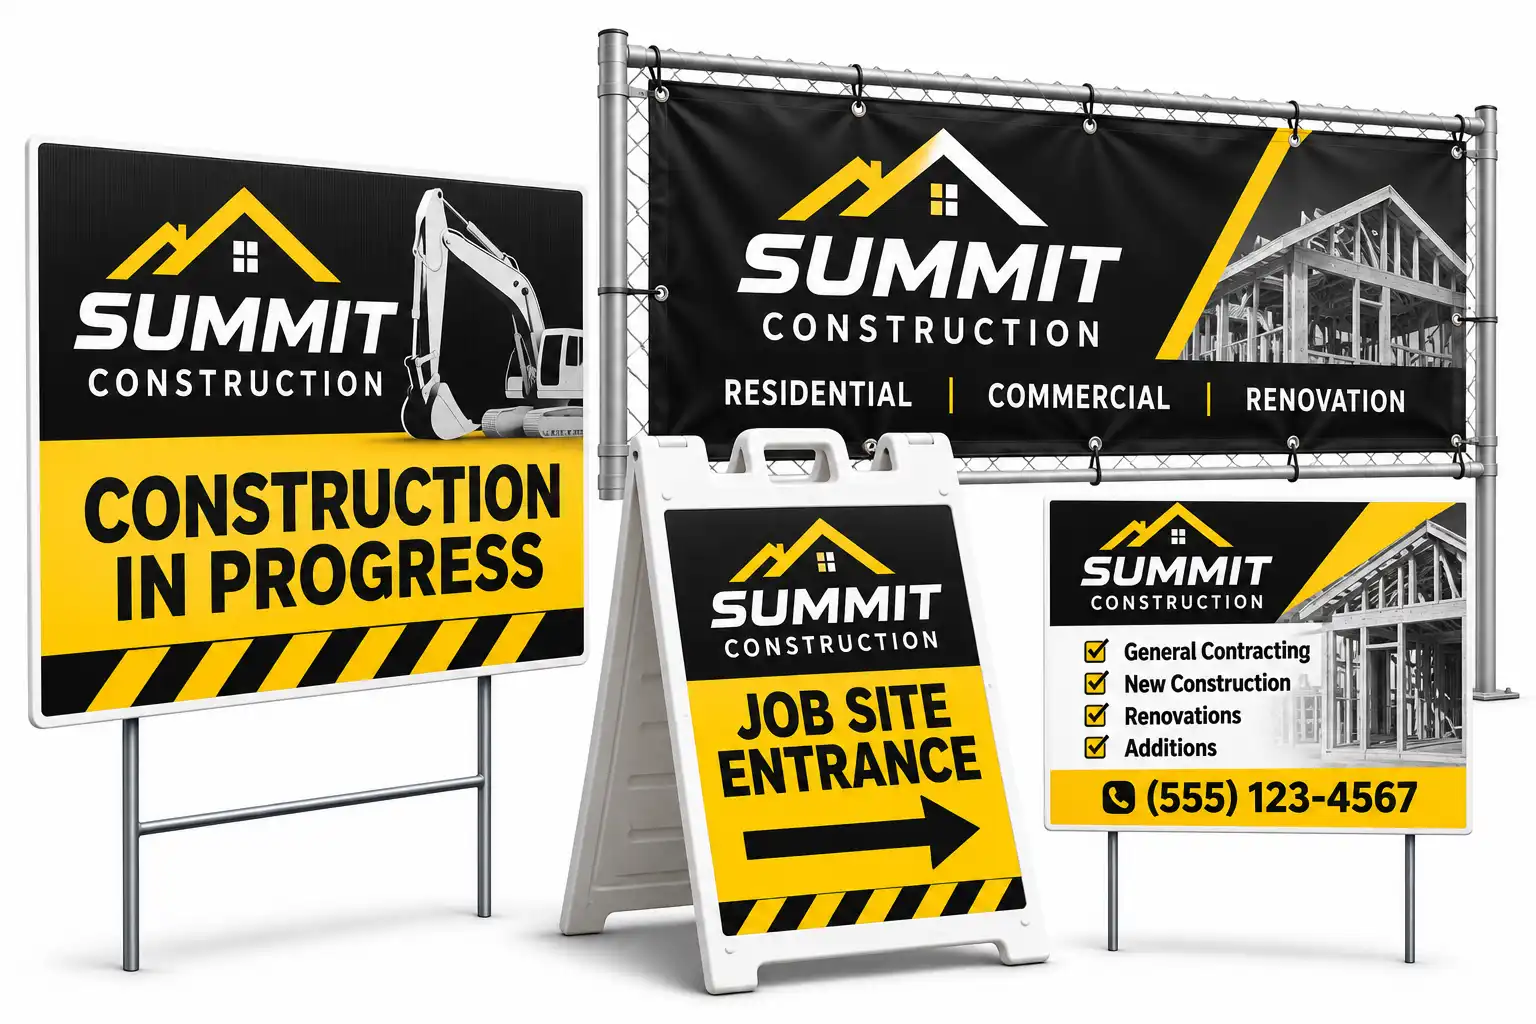 SUMMIT
CONSTRUCTION
CONSTRUCTION
IN PROGRESS
SUMMIT
CONSTRUCTION
RESIDENTIAL | COMMERCIAL | RENOVATION
SUMMIT
CONSTRUCTION
JOB SITE
ENTRANCE
SUMMIT
CONSTRUCTION
General Contracting
New Construction
Renovations
Additions
(555) 123-4567